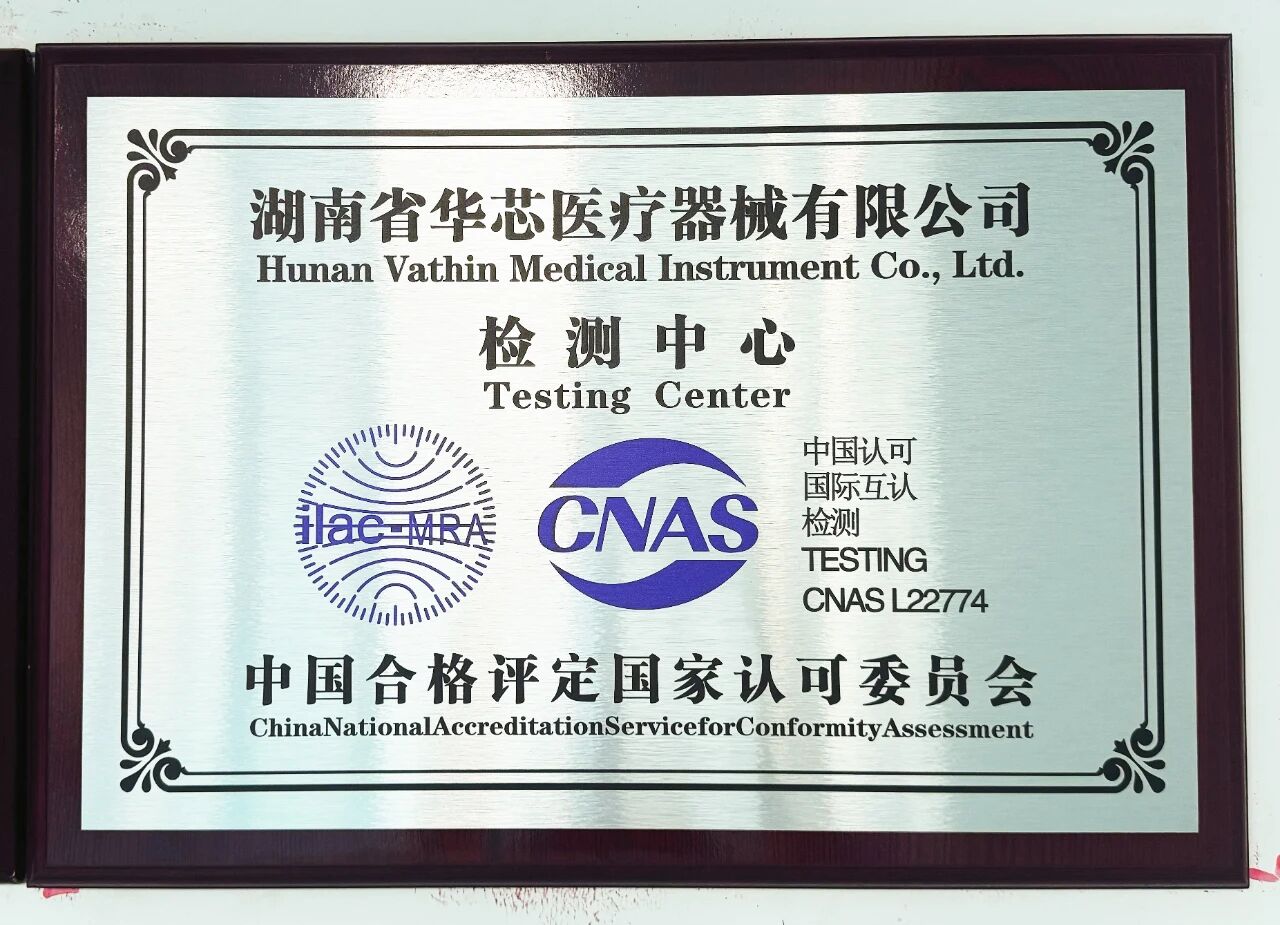 湖南省华芯医疗器械有限公司
Hunan Vathin Medical Instrument Co., Ltd.
检测中心
Testing Center
ilac-MRA
CNAS
中国认可
国际互认
检测
TESTING
CNAS L22774
中国合格评定国家认可委员会
ChinaNationalAccreditationServiceforConformityAssessment